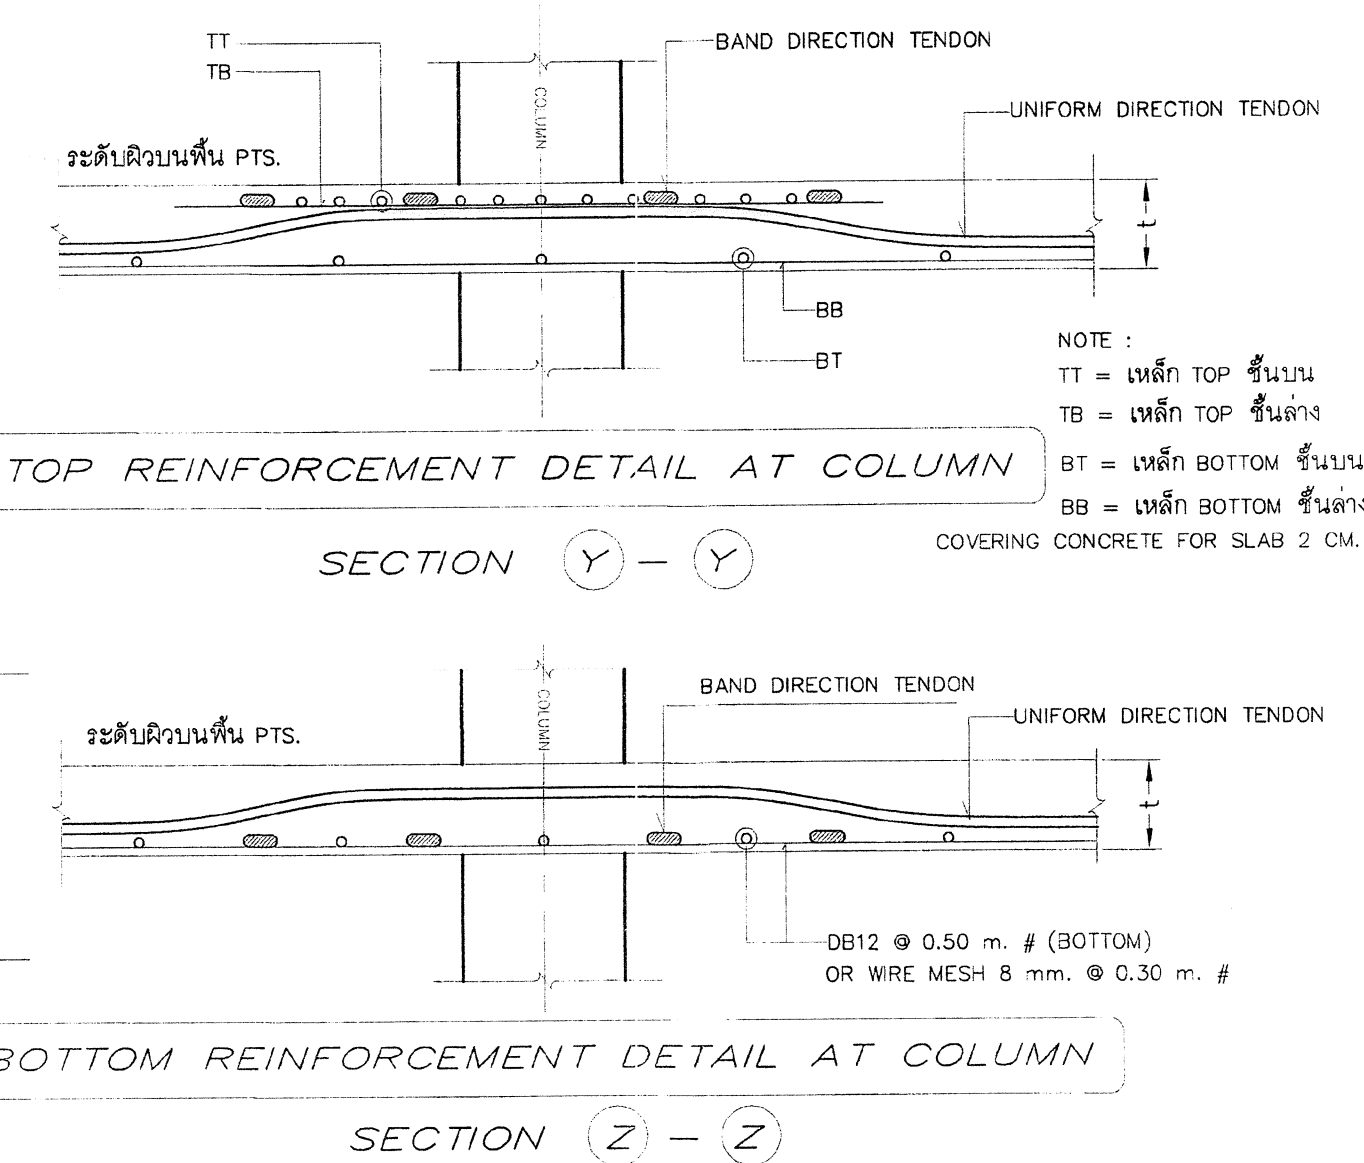 TT
BAND DIRECTION TENDON
TB
COLUMN
UNIFORM DIRECTION TENDON
ระดับผิวบนพื้น PTS.
t
BB
BT
NOTE :
TT = เหล็ก TOP ชั้นบน
TB = เหล็ก TOP ชั้นล่าง
BT = เหล็ก BOTTOM ชั้นบน
BB = เหล็ก BOTTOM ชั้นล่าง
COVERING CONCRETE FOR SLAB 2 CM.
TOP REINFORCEMENT DETAIL AT COLUMN
SECTION Y - Y
BAND DIRECTION TENDON
COLUMN
UNIFORM DIRECTION TENDON
ระดับผิวบนพื้น PTS.
t
DB12 @ 0.50 m. # (BOTTOM)
OR WIRE MESH 8 mm. @ 0.30 m. #
BOTTOM REINFORCEMENT DETAIL AT COLUMN
SECTION Z - Z